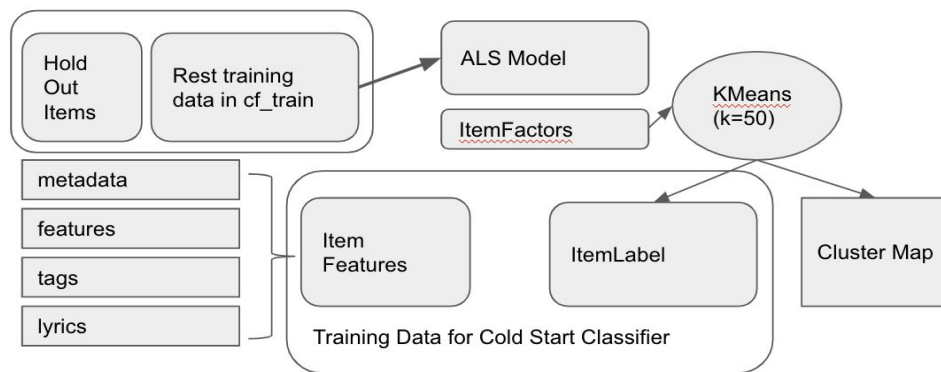 Hold
Out
Items
Rest training
data in cf_train
ALS Model
ItemFactors
KMeans
(k=50)
metadata
features
tags
lyrics
Item
Features
ItemLabel
Cluster Map
Training Data for Cold Start Classifier